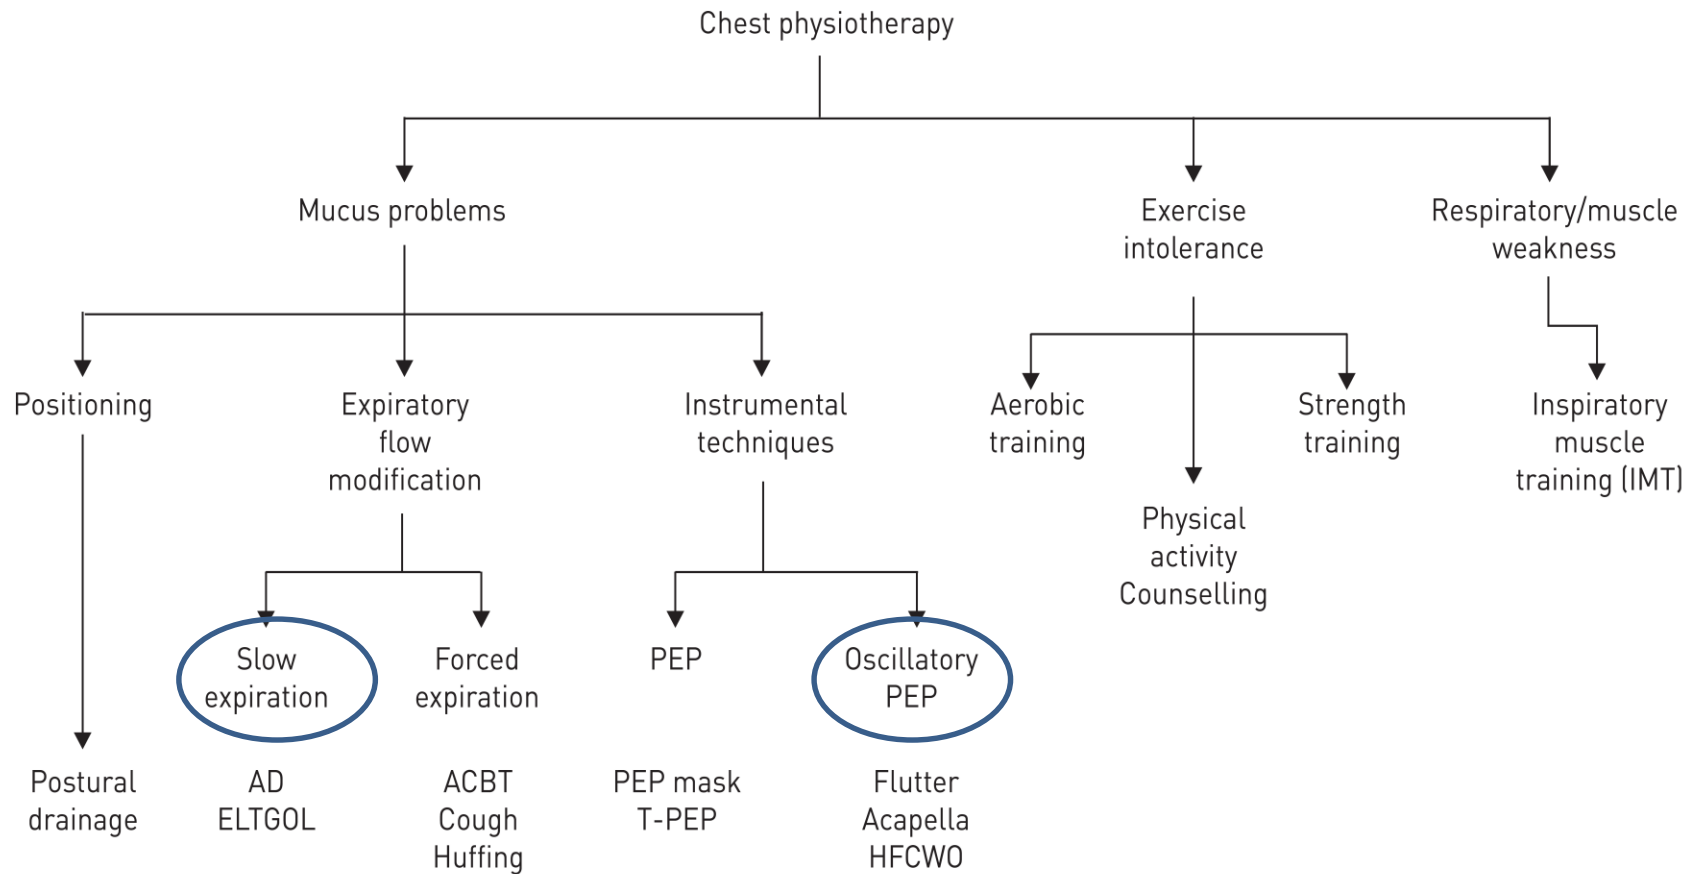 Chest physiotherapy
Mucus problems
Exercise
intolerance
Respiratory/muscle
weakness
Positioning
Expiratory
flow
modification
Instrumental
techniques
Aerobic
training
Strength
training
Inspiratory
muscle
training (IMT)
Physical
activity
Counselling
Slow
expiration
Forced
expiration
PEP
Oscillatory
PEP
Postural
drainage
AD
ELTGOL
ACBT
Cough
Huffing
PEP mask
T-PEP
Flutter
Acapella
HFCWO